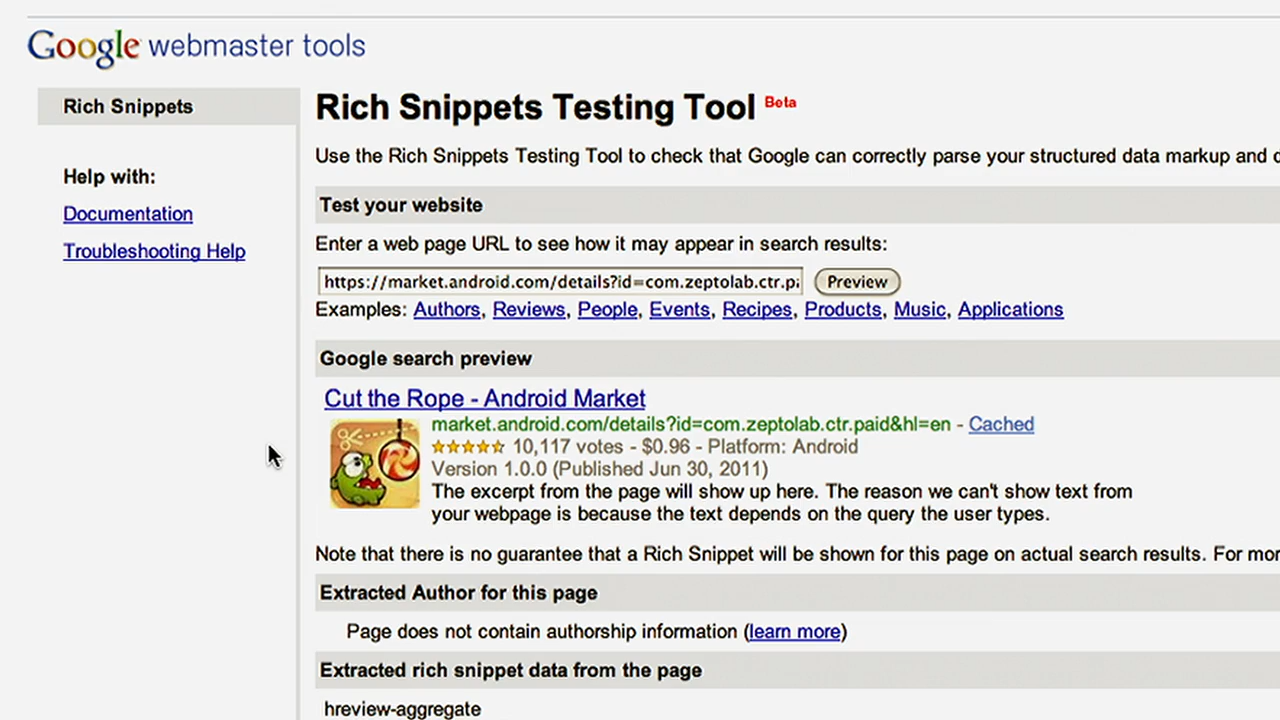 Google webmaster tools
Rich Snippets
Help with:
Documentation
Troubleshooting Help
Rich Snippets Testing Tool Beta
Use the Rich Snippets Testing Tool to check that Google can correctly parse your structured data markup and
Test your website
Enter a web page URL to see how it may appear in search results:
https://market.android.com/details?id=com.zeptolab.ctr.pa Preview
Examples: Authors, Reviews, People, Events, Recipes, Products, Music, Applications
Google search preview
Cut the Rope - Android Market
market.android.com/details?id=com.zeptolab.ctr.paid&hl=en - Cached
10,117 votes - $0.96 - Platform: Android
Version 1.0.0 (Published Jun 30, 2011)
The excerpt from the page will show up here. The reason we can't show text from
your webpage is because the text depends on the query the user types.
Note that there is no guarantee that a Rich Snippet will be shown for this page on actual search results. For mor
Extracted Author for this page
Page does not contain authorship information (learn more)
Extracted rich snippet data from the page
hreview-aggregate